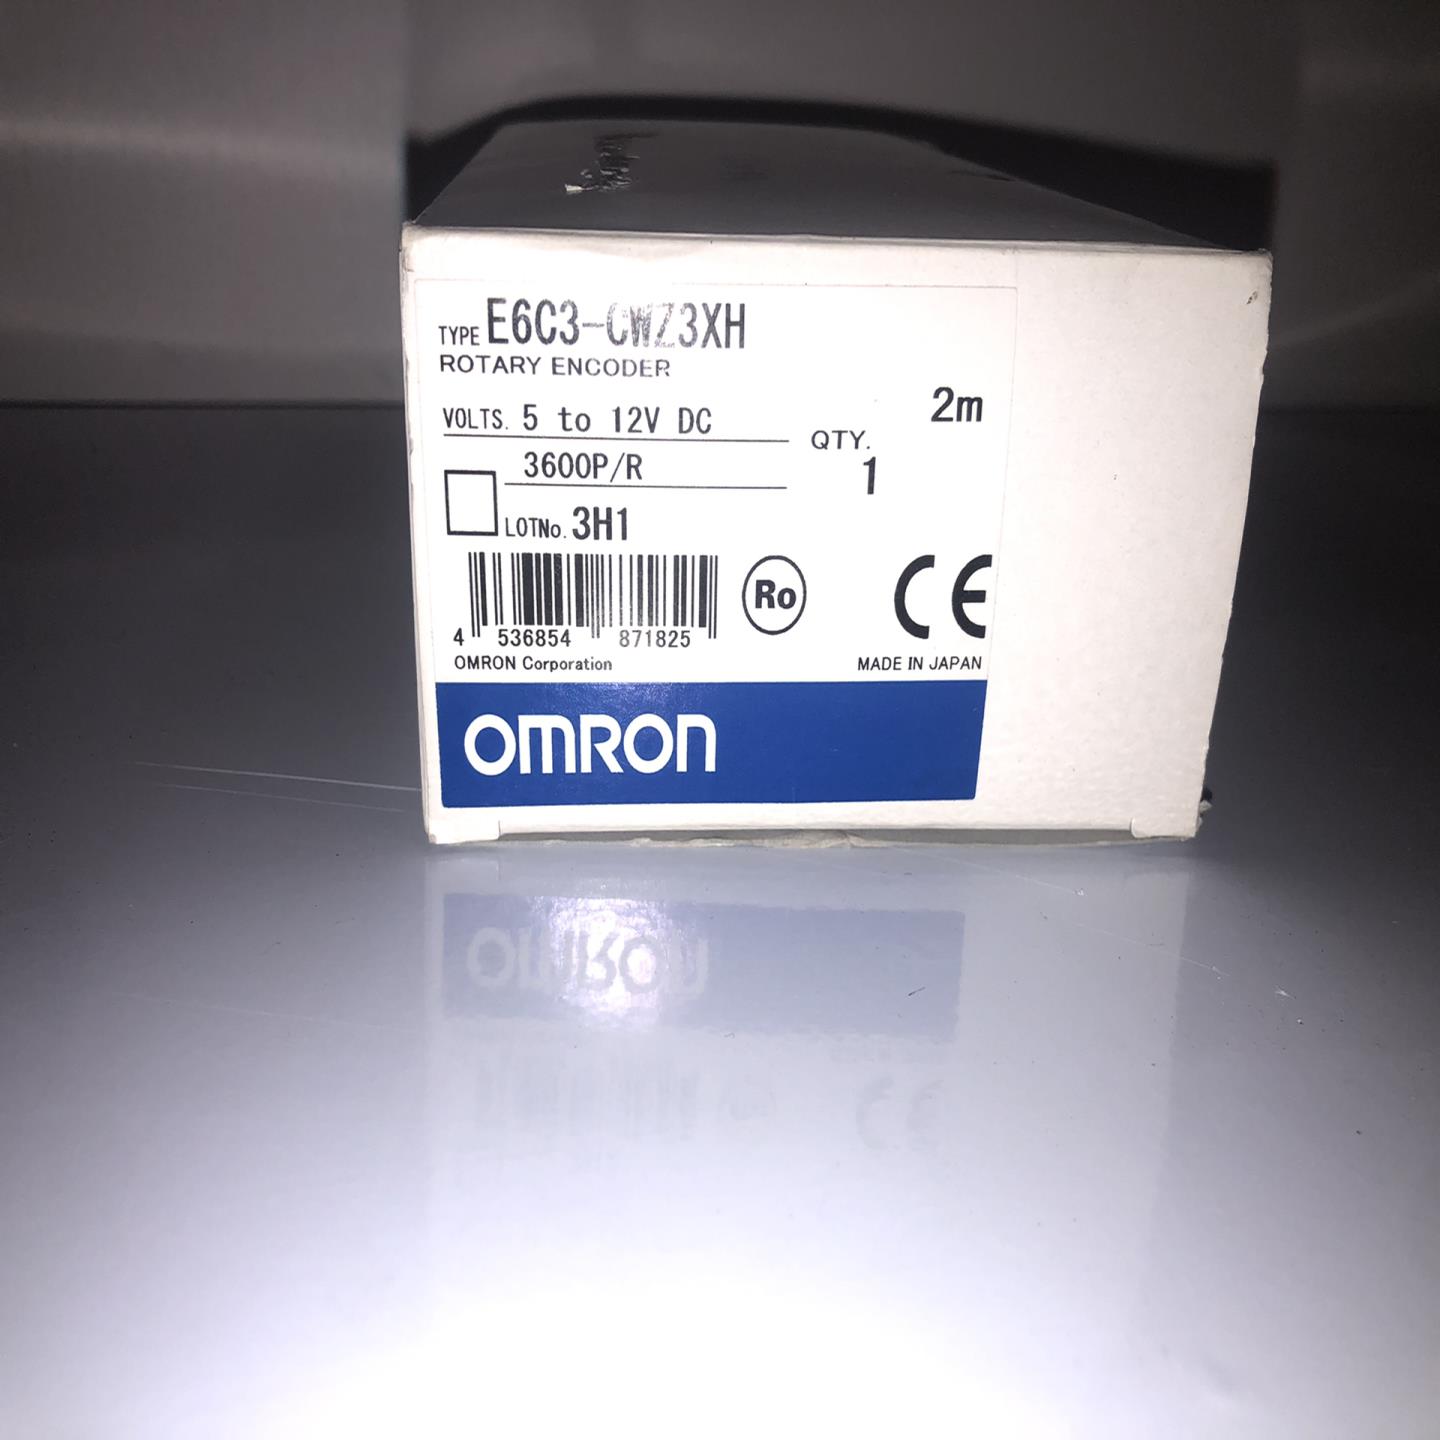 TYPE E6C3-CWZ3XH
ROTARY ENCODER
VOLTS. 5 to 12V DC
2m
3600P/R
QTY. 1
LOTNo. 3H1
4 536854 871825
Ro
CE
OMRON Corporation
MADE IN JAPAN
OMRON